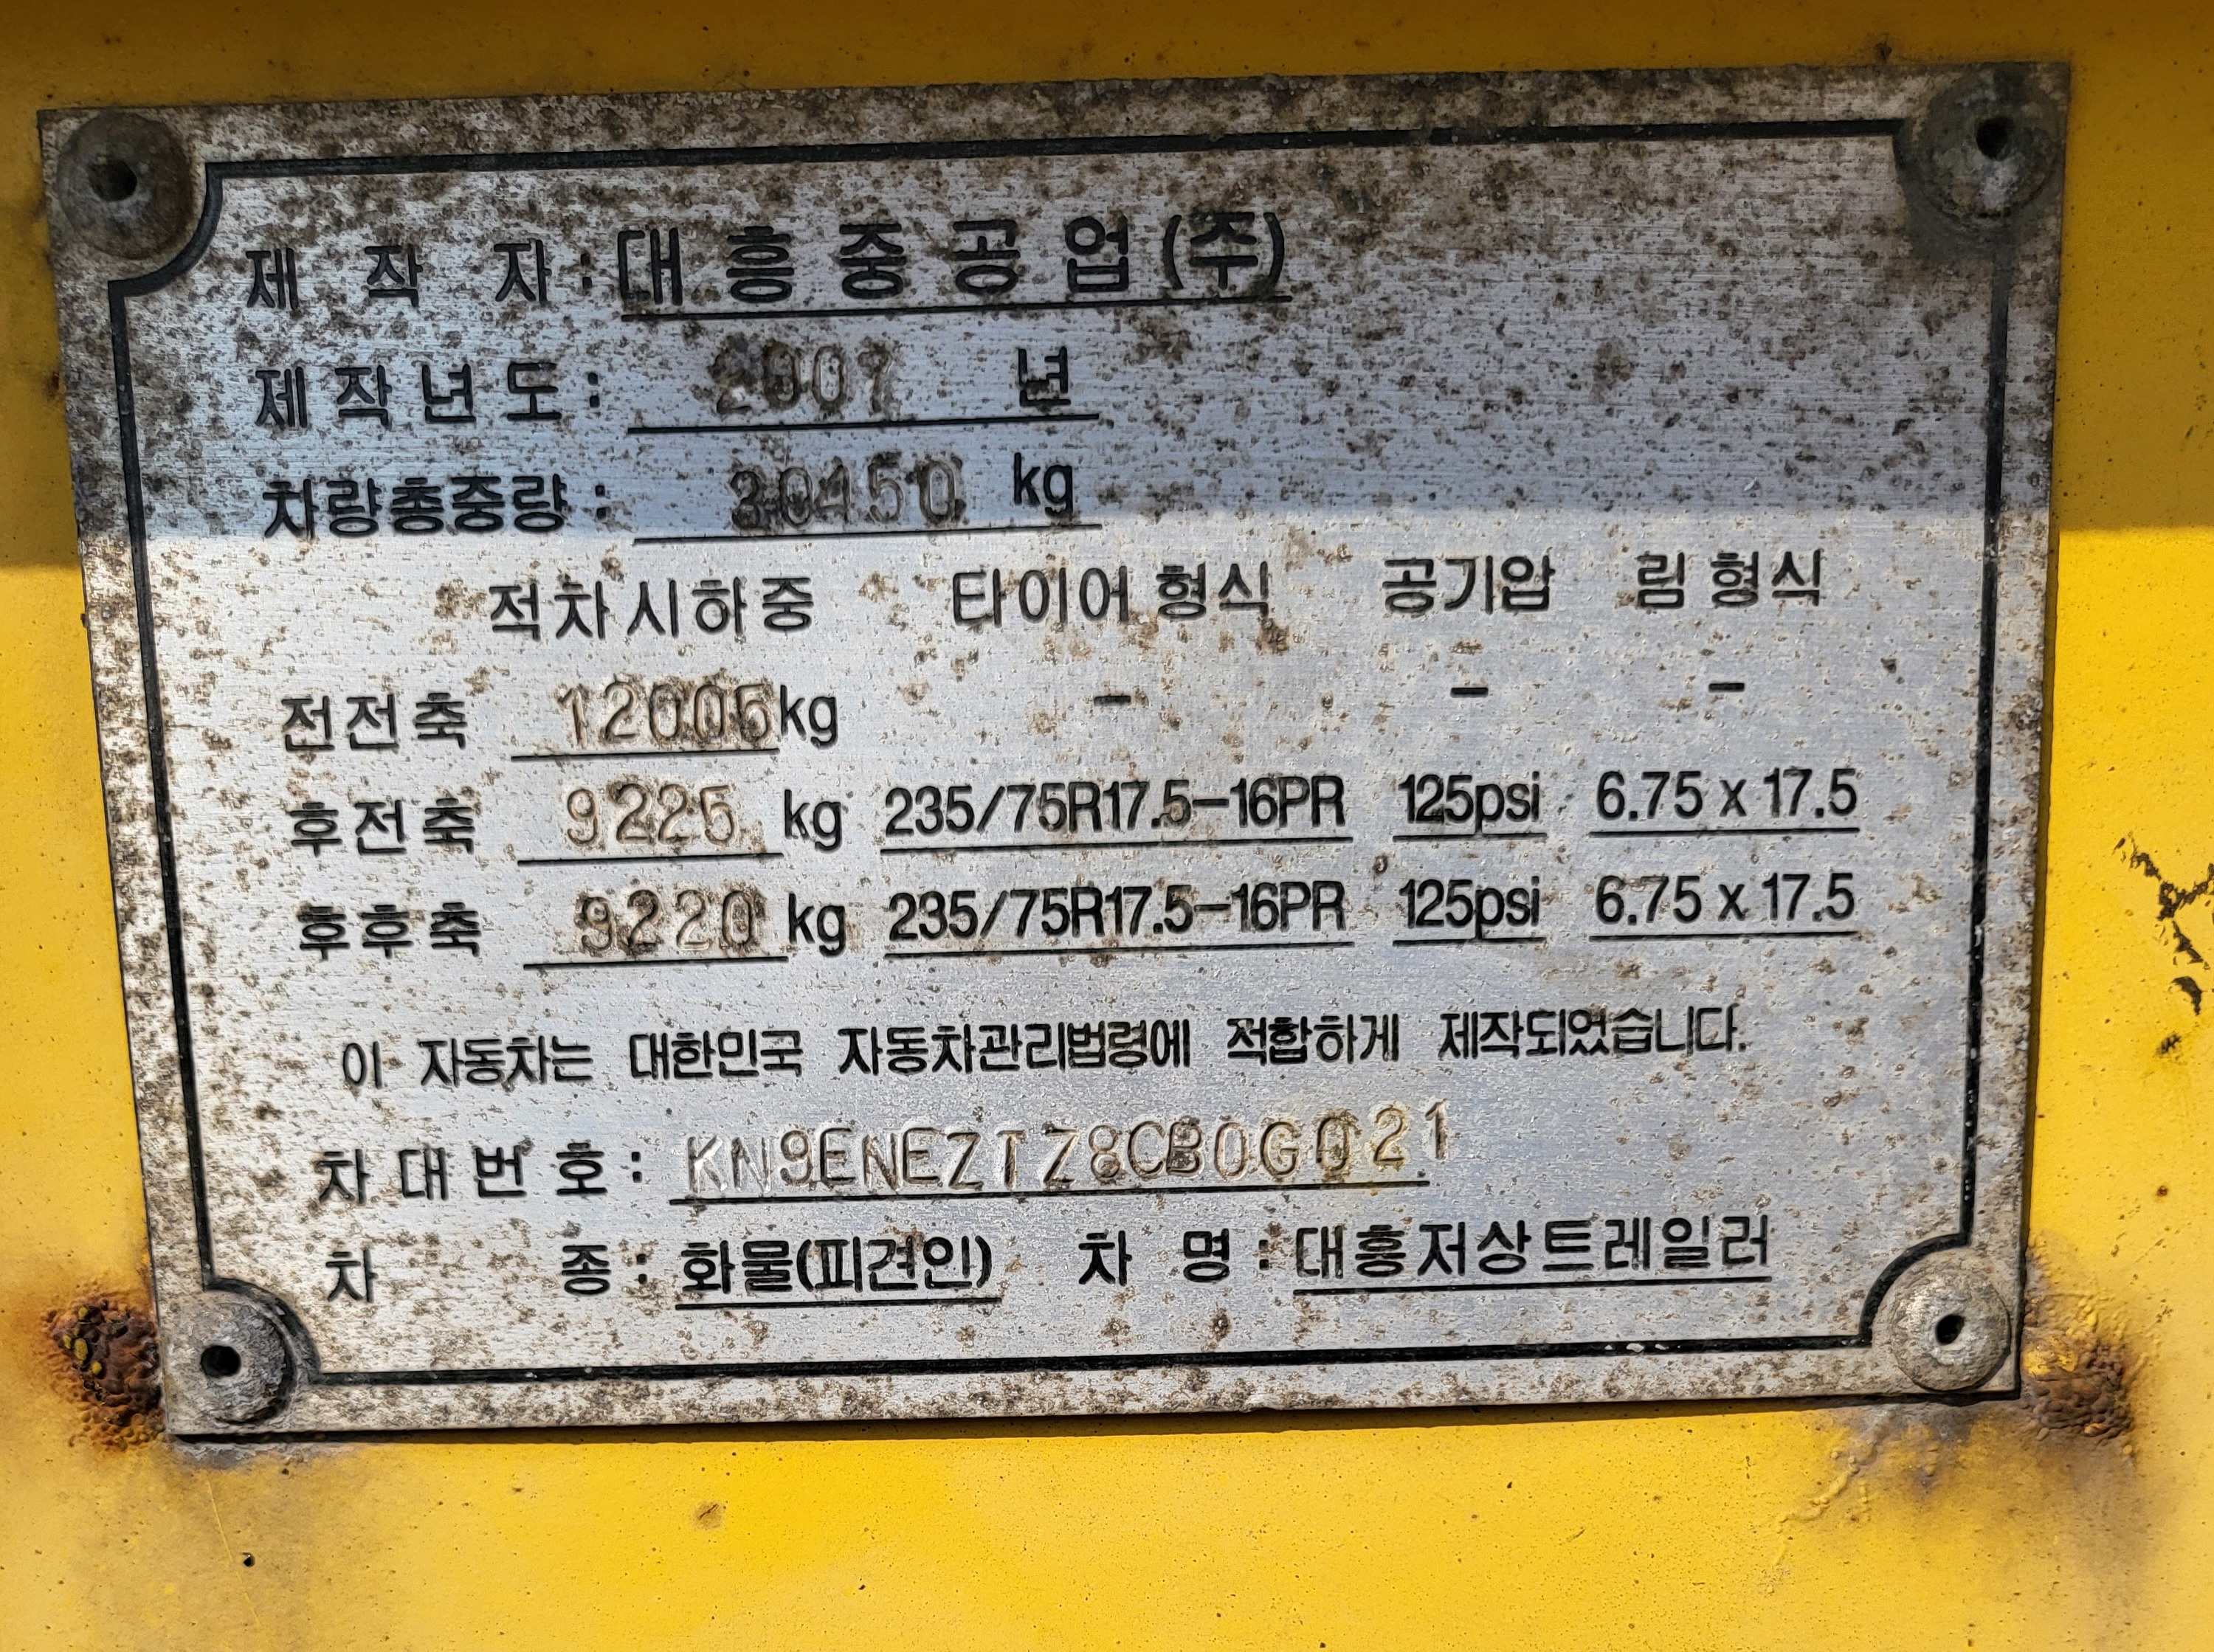 제 작 자 : 대흥중공업(주)
제작년도 : 2007 년
차량총중량 : 30450 kg
적차시하중 타이어 형식 공기압 림 형식
전전축 12005kg - - -
후전축 9225 kg 235/75R17.5-16PR 125psi 6.75 x 17.5
후후축 9220 kg 235/75R17.5-16PR 125psi 6.75 x 17.5
이 자동차는 대한민국 자동차관리법령에 적합하게 제작되었습니다.
차대번호 : KN9ENEZTZ8CB0G021
차 종 : 화물(피견인) 차 명 : 대흥저상트레일러